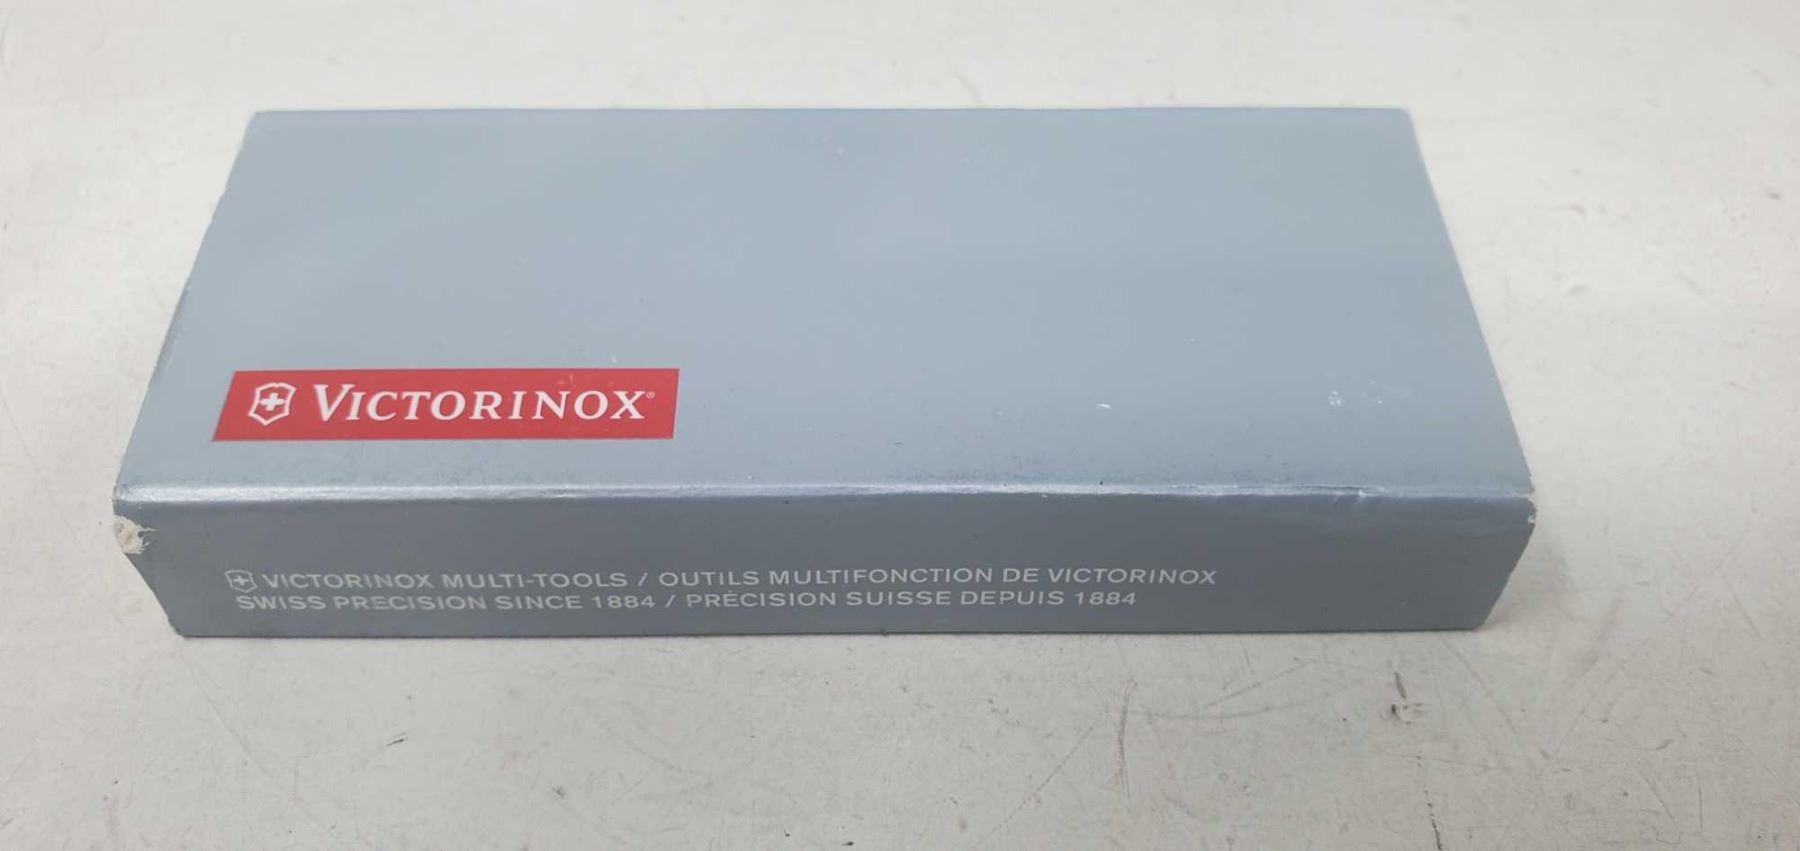 VICTORINOX®
VICTORINOX MULTI-TOOLS / OUTILS MULTIFONCTION DE VICTORINOX
SWISS PRECISION SINCE 1884 / PRÉCISION SUISSE DEPUIS 1884